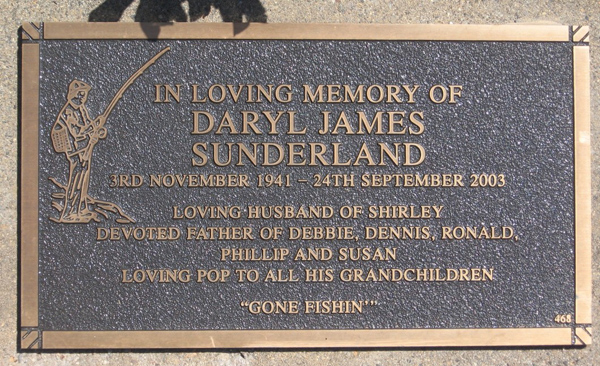 IN LOVING MEMORY OF
DARYL JAMES
SUNDERLAND
3RD NOVEMBER 1941 – 24TH SEPTEMBER 2003
LOVING HUSBAND OF SHIRLEY
DEVOTED FATHER OF DEBBIE, DENNIS, RONALD,
PHILLIP AND SUSAN
LOVING POP TO ALL HIS GRANDCHILDREN
“GONE FISHIN’”
468